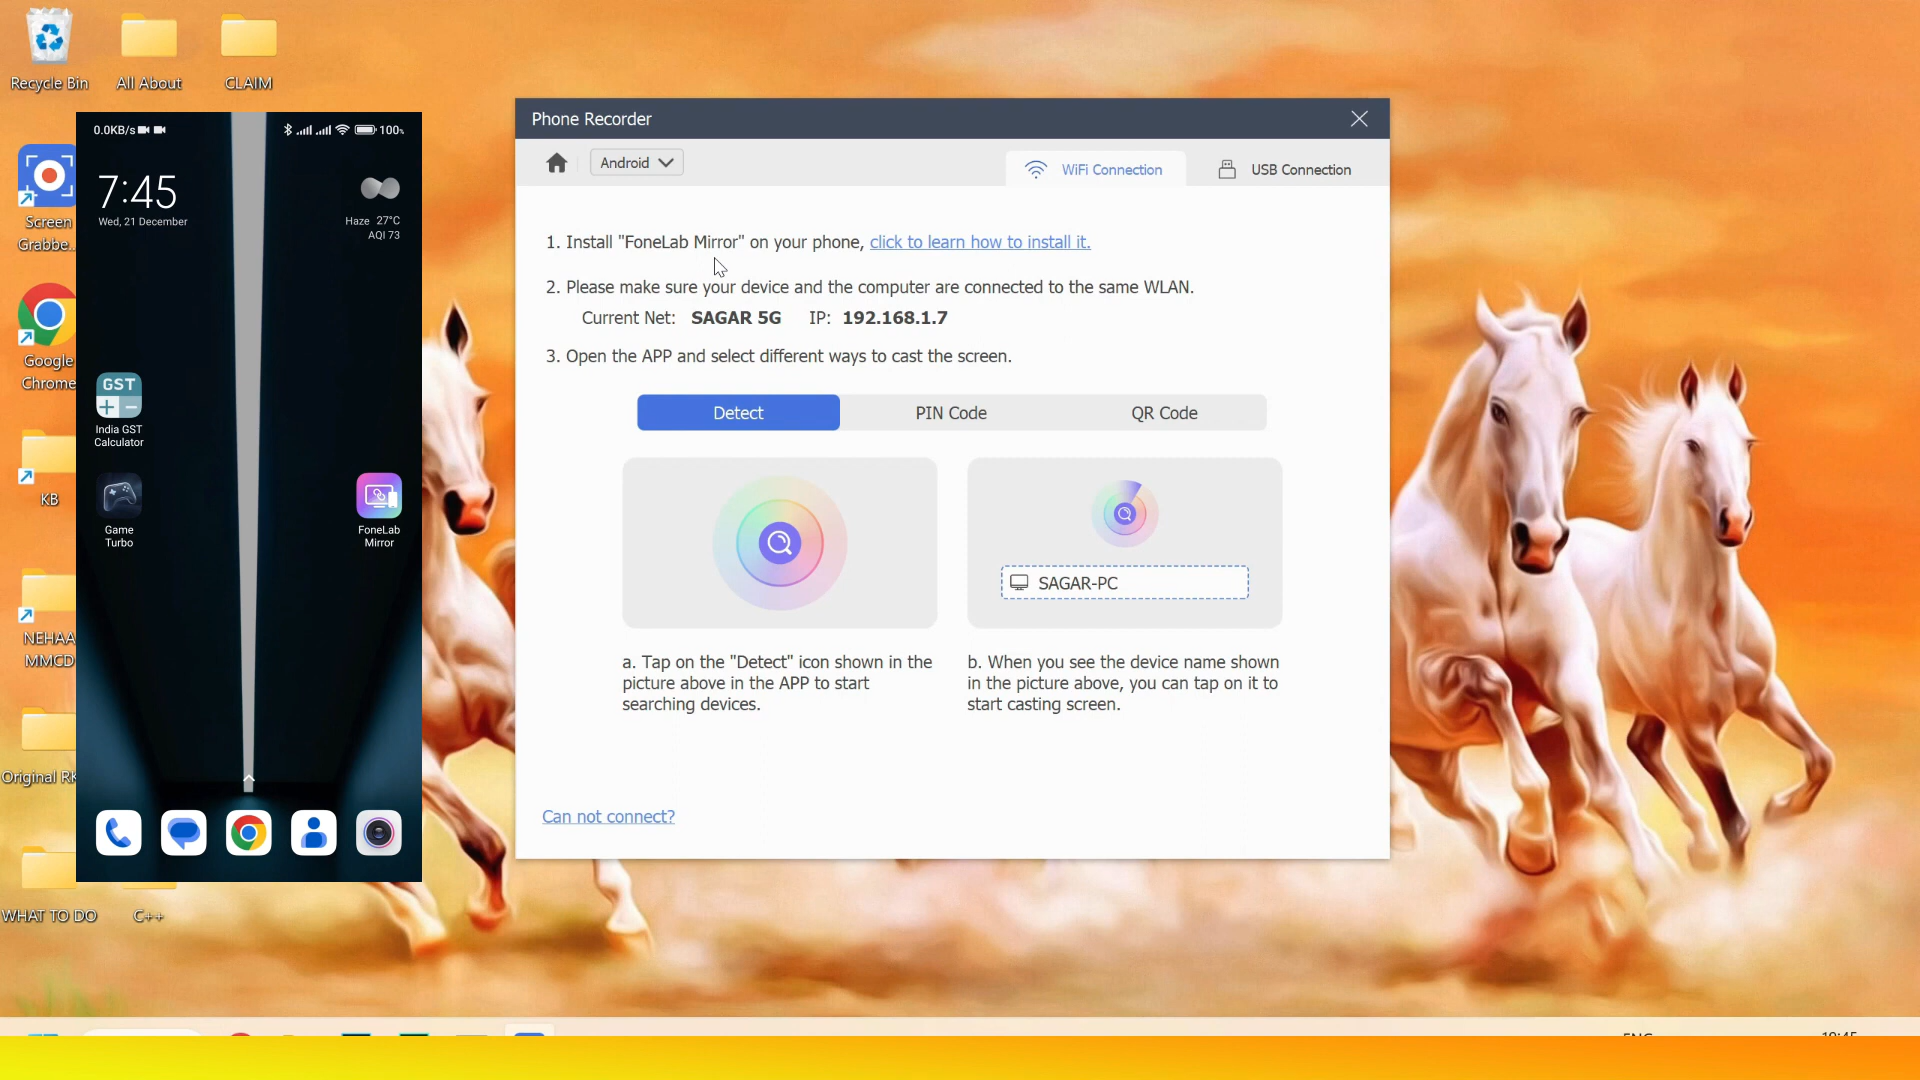 Recycle Bin
All About
CLAIM
Screen
Grabbe...
Google
Chrome
KB
NEHAA
MMCD
Original RK
WHAT TO DO
C++
0.0KB/s
100%
7:45
Wed, 21 December
Haze 27°C
AQI 73
GST
India GST
Calculator
Game
Turbo
FoneLab
Mirror
Phone Recorder
Android
WiFi Connection
USB Connection
1. Install "FoneLab Mirror" on your phone, click to learn how to install it.
2. Please make sure your device and the computer are connected to the same WLAN.
Current Net: SAGAR 5G IP: 192.168.1.7
3. Open the APP and select different ways to cast the screen.
Detect
PIN Code
QR Code
SAGAR-PC
a. Tap on the "Detect" icon shown in the
picture above in the APP to start
searching devices.
b. When you see the device name shown
in the picture above, you can tap on it to
start casting screen.
Can not connect?